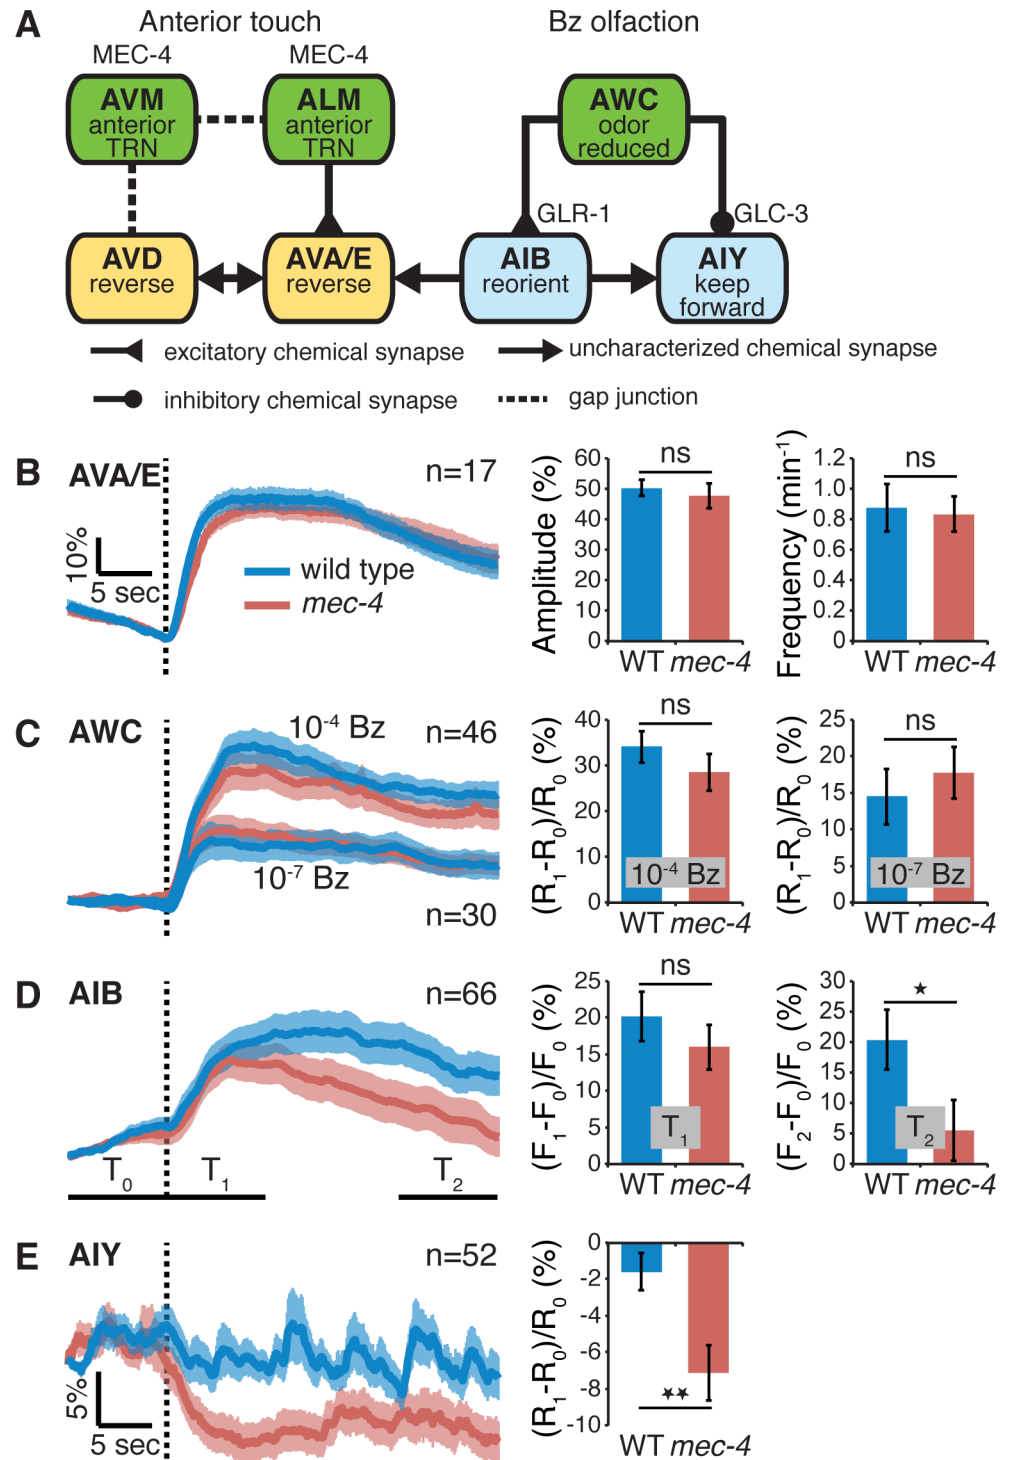 A
Anterior touch
Bz olfaction
MEC-4
MEC-4
AVM
anterior
TRN
ALM
anterior
TRN
AWC
odor
reduced
GLR-1
GLC-3
AVD
reverse
AVA/E
reverse
AIB
reorient
AIY
keep
forward
excitatory chemical synapse
uncharacterized chemical synapse
inhibitory chemical synapse
gap junction
B
AVA/E
n=17
10%
5 sec
wild type
mec-4
Amplitude (%)
60
50
40
30
20
10
0
ns
WT mec-4
Frequency (min⁻¹)
1.2
1.0
0.8
0.6
0.4
0.2
0
ns
WT mec-4
C
AWC
10⁻⁴ Bz
n=46
10⁻⁷ Bz
n=30
(R₁-R₀)/R₀ (%)
40
30
20
10
0
ns
10⁻⁴ Bz
WT mec-4
(R₁-R₀)/R₀ (%)
25
20
15
10
5
0
ns
10⁻⁷ Bz
WT mec-4
D
AIB
n=66
T₀
T₁
T₂
(F₁-F₀)/F₀ (%)
25
20
15
10
5
0
ns
T₁
WT mec-4
(F₂-F₀)/F₀ (%)
30
25
20
15
10
5
0
★
T₂
WT mec-4
E
AIY
n=52
5%
5 sec
(R₁-R₀)/R₀ (%)
0
-2
-4
-6
-8
-10
★★
WT mec-4